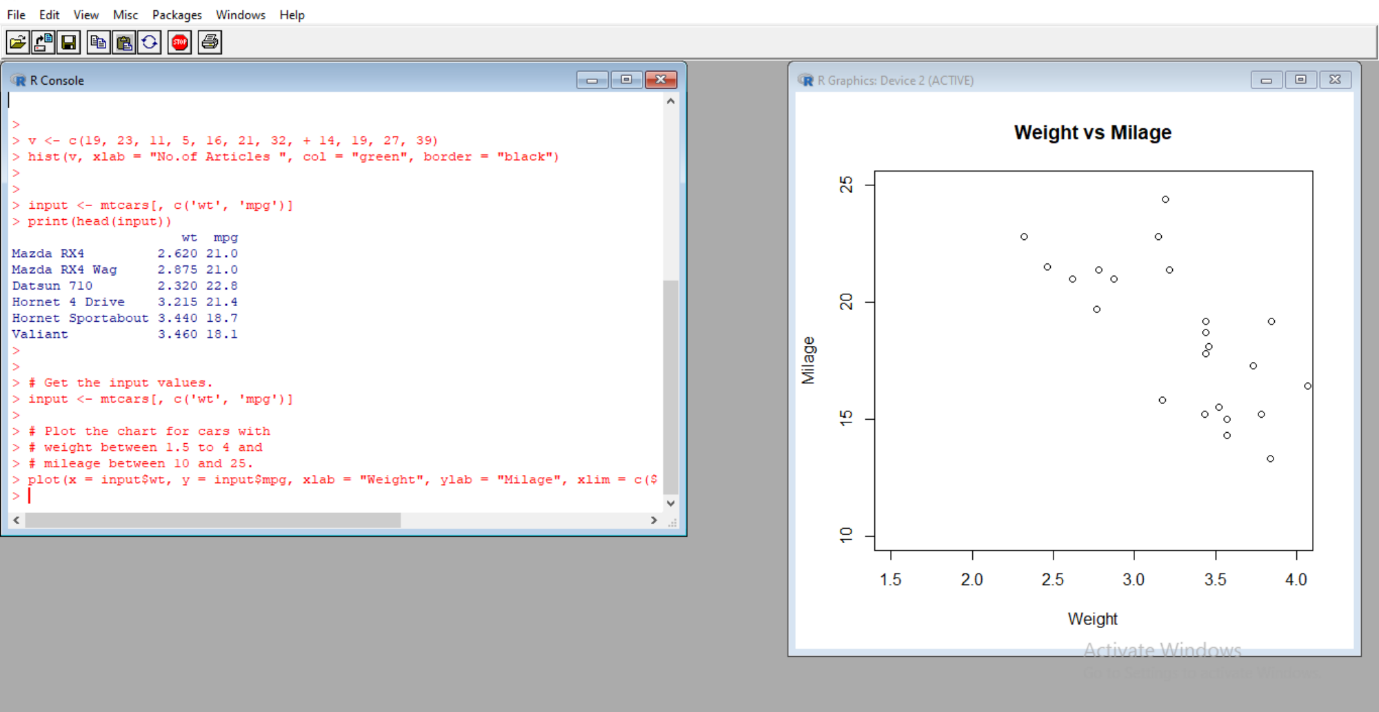 File Edit View Misc Packages Windows Help
STOP
R Console
>
> v <- c(19, 23, 11, 5, 16, 21, 32, + 14, 19, 27, 39)
> hist(v, xlab = "No.of Articles ", col = "green", border = "black")
>
>
> input <- mtcars[, c('wt', 'mpg')]
> print(head(input))
wt mpg
Mazda RX4 2.620 21.0
Mazda RX4 Wag 2.875 21.0
Datsun 710 2.320 22.8
Hornet 4 Drive 3.215 21.4
Hornet Sportabout 3.440 18.7
Valiant 3.460 18.1
>
>
> # Get the input values.
> input <- mtcars[, c('wt', 'mpg')]
>
> # Plot the chart for cars with
> # weight between 1.5 to 4 and
> # mileage between 10 and 25.
> plot(x = input$wt, y = input$mpg, xlab = "Weight", ylab = "Milage", xlim = c($
>
R Graphics: Device 2 (ACTIVE)
Weight vs Milage
25
20
15
10
Milage
1.5 2.0 2.5 3.0 3.5 4.0
Weight
Activate Windows